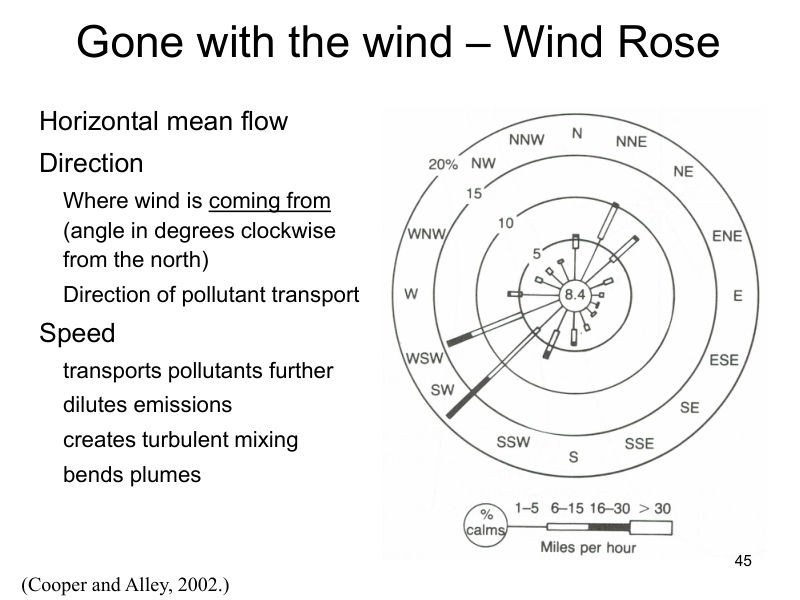 Gone with the wind – Wind Rose
Horizontal mean flow
Direction
Where wind is coming from
(angle in degrees clockwise
from the north)
Direction of pollutant transport
Speed
transports pollutants further
dilutes emissions
creates turbulent mixing
bends plumes
N
NNW
NNE
20%
NW
NE
15
10
WNW
ENE
5
W
8.4
E
WSW
ESE
SW
SE
SSW
SSE
S
1–5 6–15 16–30 > 30
%
calms
Miles per hour
45
(Cooper and Alley, 2002.)